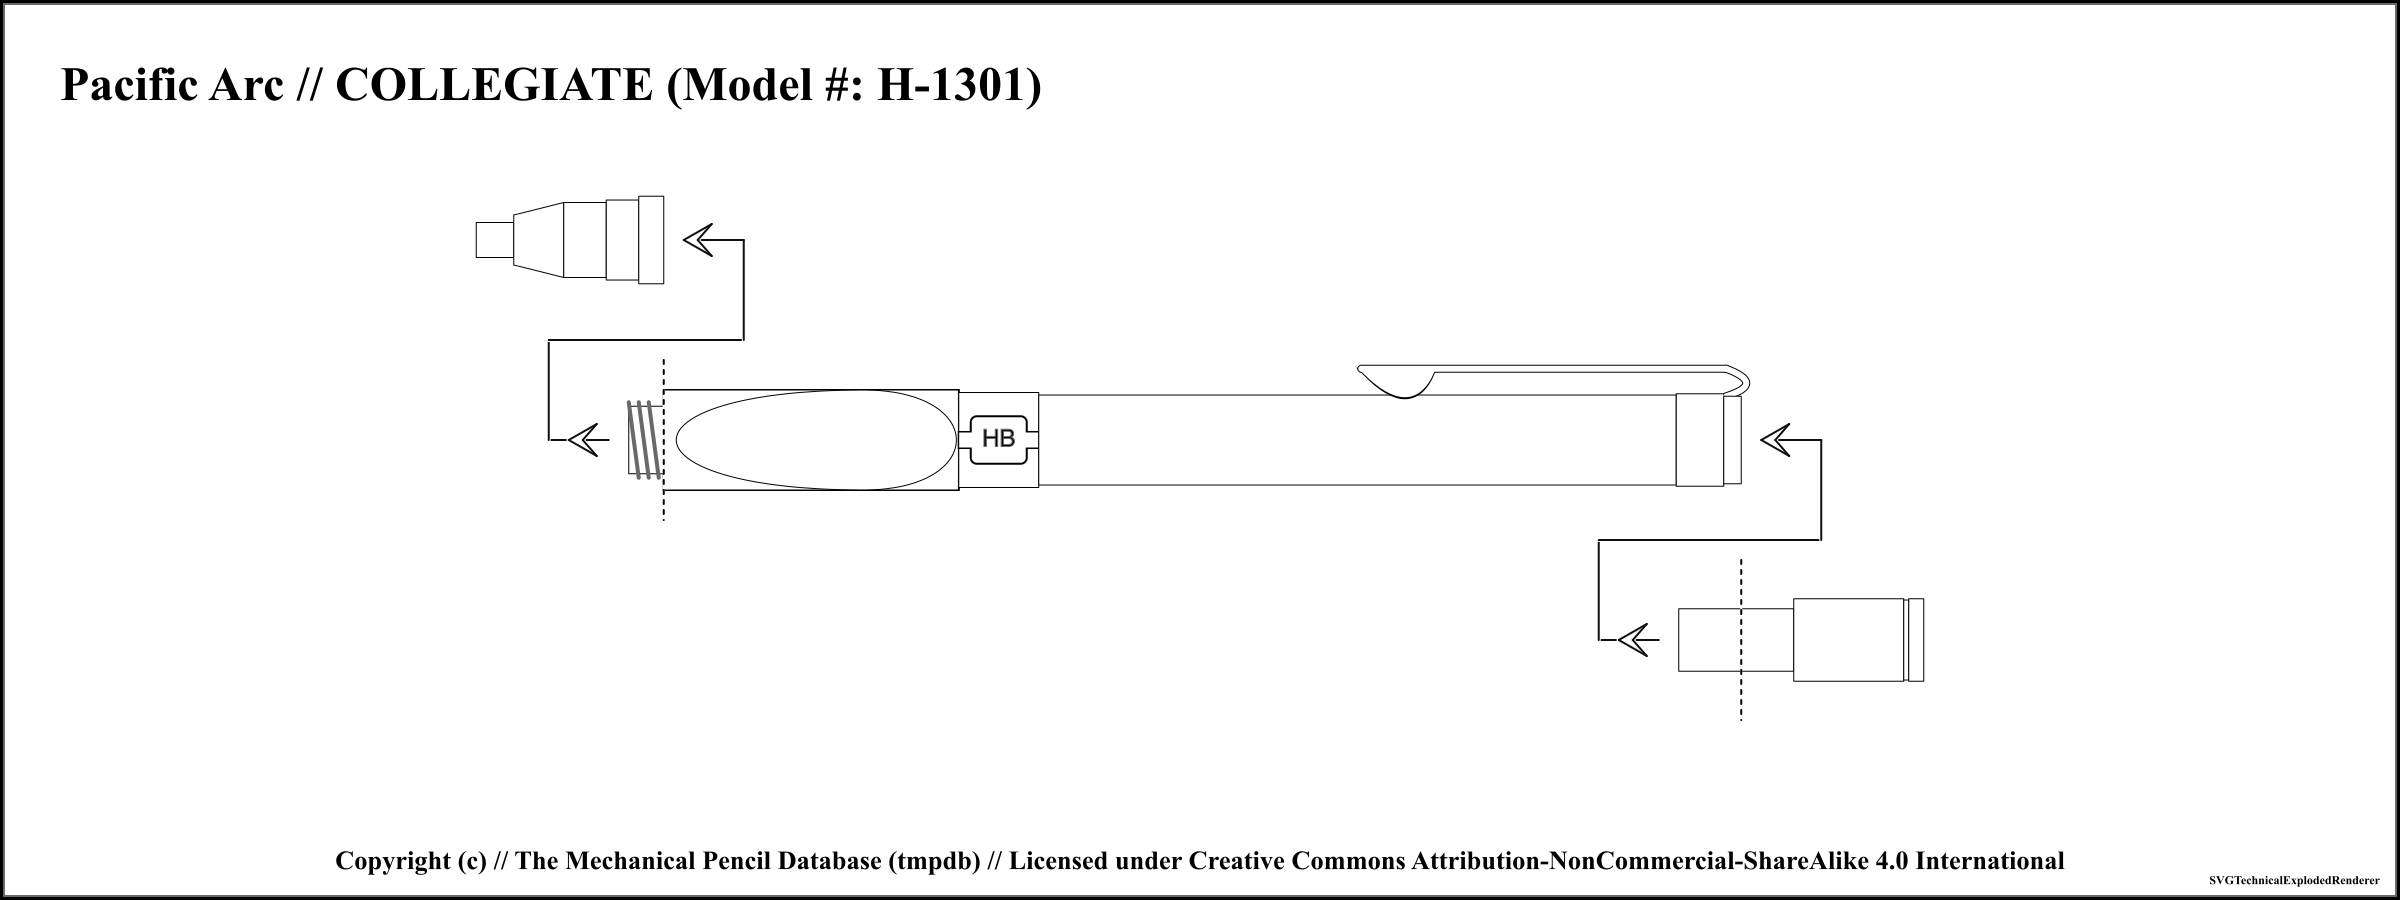 Pacific Arc // COLLEGIATE (Model #: H-1301)
HB
Copyright (c) // The Mechanical Pencil Database (tmpdb) // Licensed under Creative Commons Attribution-NonCommercial-ShareAlike 4.0 International
SVGTechnicalExplodedRenderer